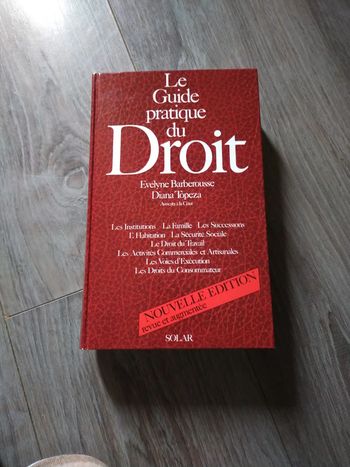 Le
Guide
pratique
du
Droit
Evelyne Barberousse
Diana Topeza
Avocats à la Cour
Les Institutions La Famille Les Successions
L'Habitation La Sécurité Sociale
Le Droit du Travail
Les Activités Commerciales et Artisanales
Les Voies d'Exécution
Les Droits du Consommateur
NOUVELLE EDITION
revue et augmentée
SOLAR